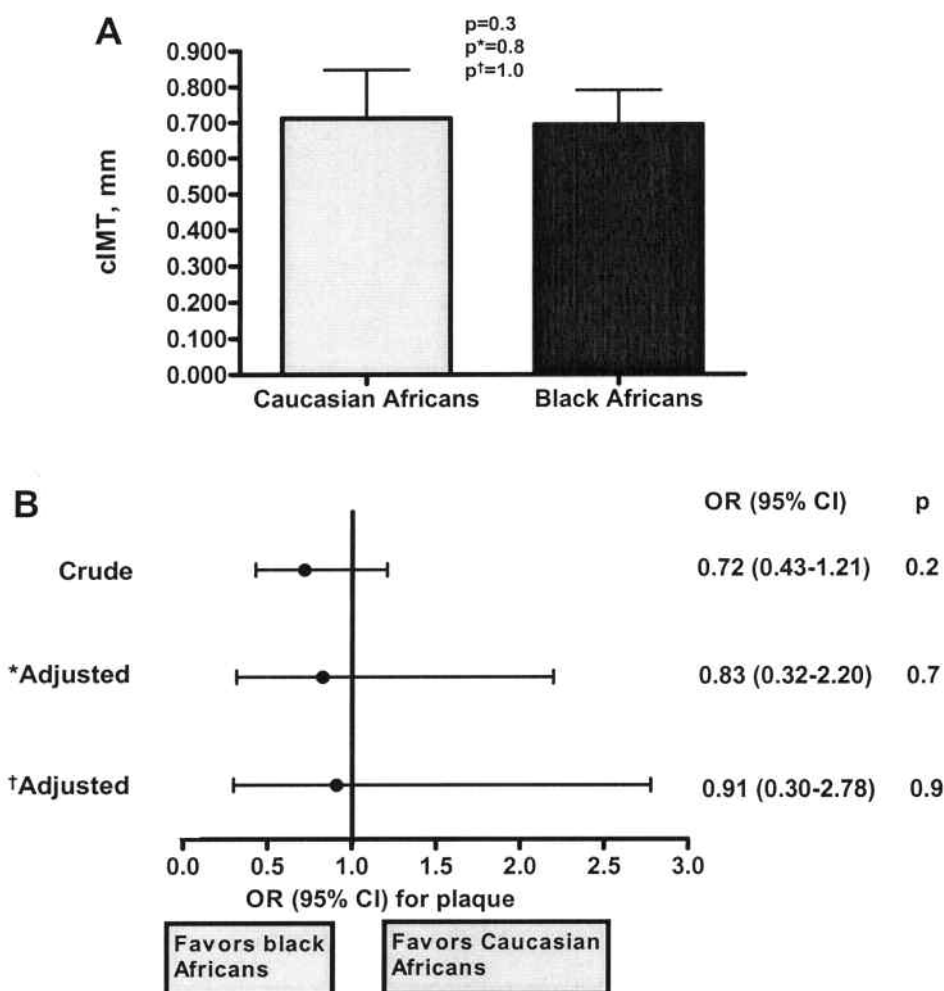 A
p=0.3
p*=0.8
p†=1.0
0.900
0.800
0.700
0.600
0.500
0.400
0.300
0.200
0.100
0.000
cIMT, mm
Caucasian Africans Black Africans
B
OR (95% CI) p
Crude 0.72 (0.43-1.21) 0.2
*Adjusted 0.83 (0.32-2.20) 0.7
†Adjusted 0.91 (0.30-2.78) 0.9
0.0 0.5 1.0 1.5 2.0 2.5 3.0
OR (95% CI) for plaque
Favors black
Africans
Favors Caucasian
Africans